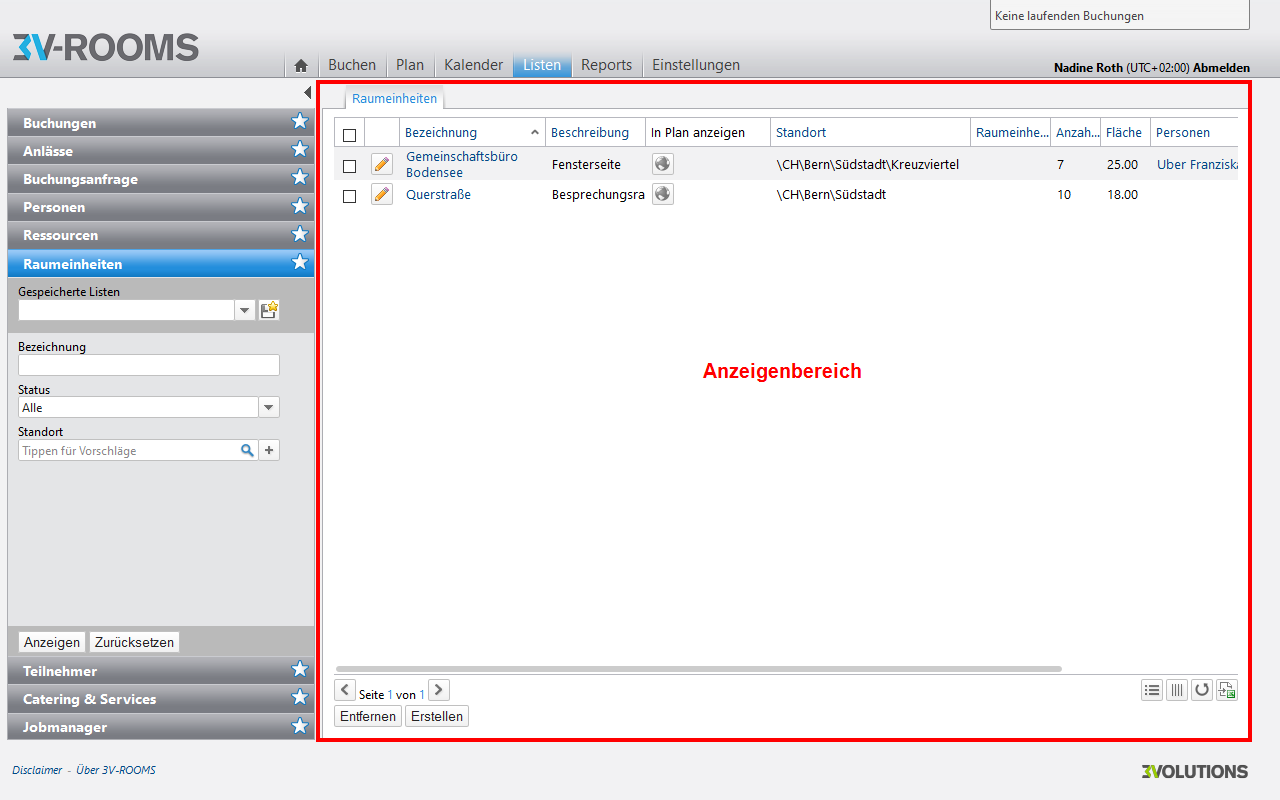 Keine laufenden Buchungen
3V-ROOMS
Buchen Plan Kalender Listen Reports Einstellungen
Nadine Roth (UTC+02:00) Abmelden
Buchungen
Anlässe
Buchungsanfrage
Personen
Ressourcen
Raumeinheiten
Gespeicherte Listen
Bezeichnung
Status
Alle
Standort
Tippen für Vorschläge
Anzeigen Zurücksetzen
Teilnehmer
Catering & Services
Jobmanager
Raumeinheiten
Bezeichnung Beschreibung In Plan anzeigen Standort Raumeinhe... Anzah... Fläche Personen
Gemeinschaftsbüro
Bodensee Fensterseite \CH\Bern\Südstadt\Kreuzviertel 7 25.00 Uber Franziska
Querstraße Besprechungsra \CH\Bern\Südstadt 10 18.00
Anzeigenbereich
Seite 1 von 1
Entfernen Erstellen
Disclaimer - Über 3V-ROOMS
3VOLUTIONS